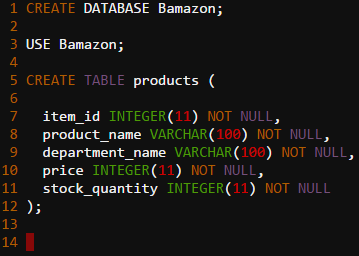 1 CREATE DATABASE Bamazon;
2
3 USE Bamazon;
4
5 CREATE TABLE products (
6
7   item_id INTEGER(11) NOT NULL,
8   product_name VARCHAR(100) NOT NULL,
9   department_name VARCHAR(100) NOT NULL,
10   price INTEGER(11) NOT NULL,
11   stock_quantity INTEGER(11) NOT NULL
12 );
13
14